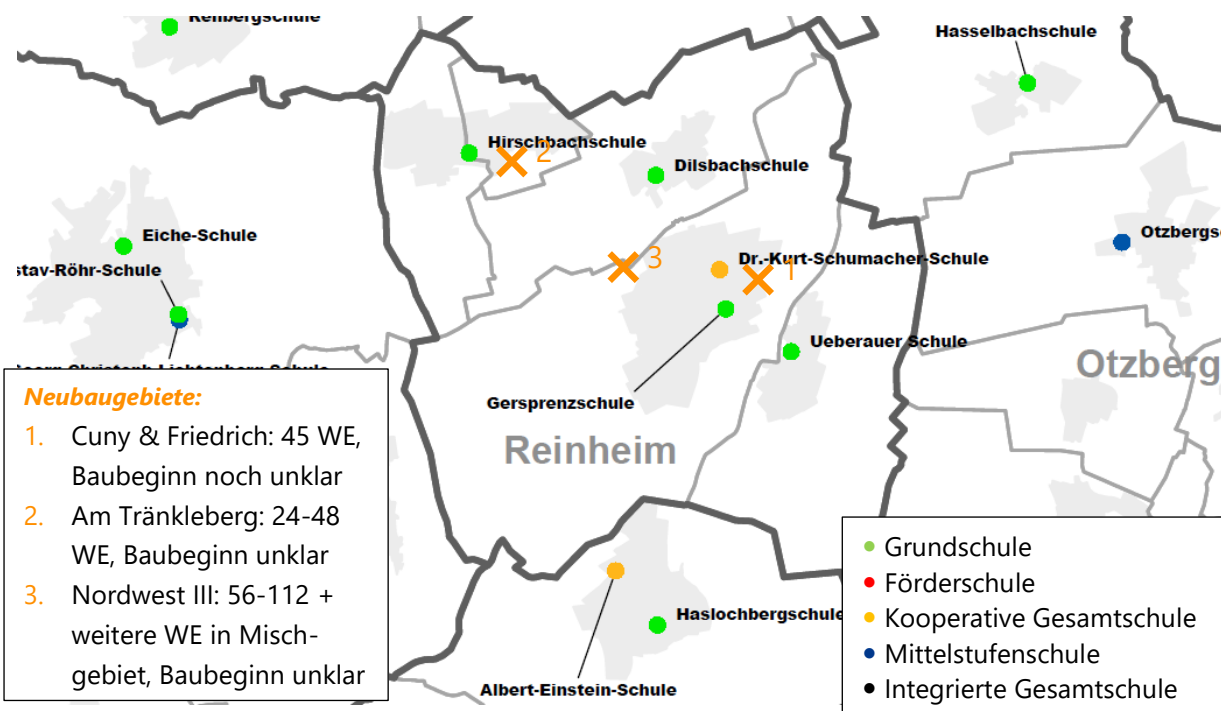 Hasselbachschule
Hirschbachschule
2
Dilsbachschule
Eiche-Schule
stav-Röhr-Schule
3
Dr.-Kurt-Schumacher-Schule
1
Otzbergs
Ueberauer Schule
Otzberg
Gersprenzschule
Reinheim
Neubaugebiete:
1. Cuny & Friedrich: 45 WE,
Baubeginn noch unklar
2. Am Tränkleberg: 24-48
WE, Baubeginn unklar
3. Nordwest III: 56-112 +
weitere WE in Misch-
gebiet, Baubeginn unklar
Haslochbergschule
Albert-Einstein-Schule
Grundschule
Förderschule
Kooperative Gesamtschule
Mittelstufenschule
Integrierte Gesamtschule